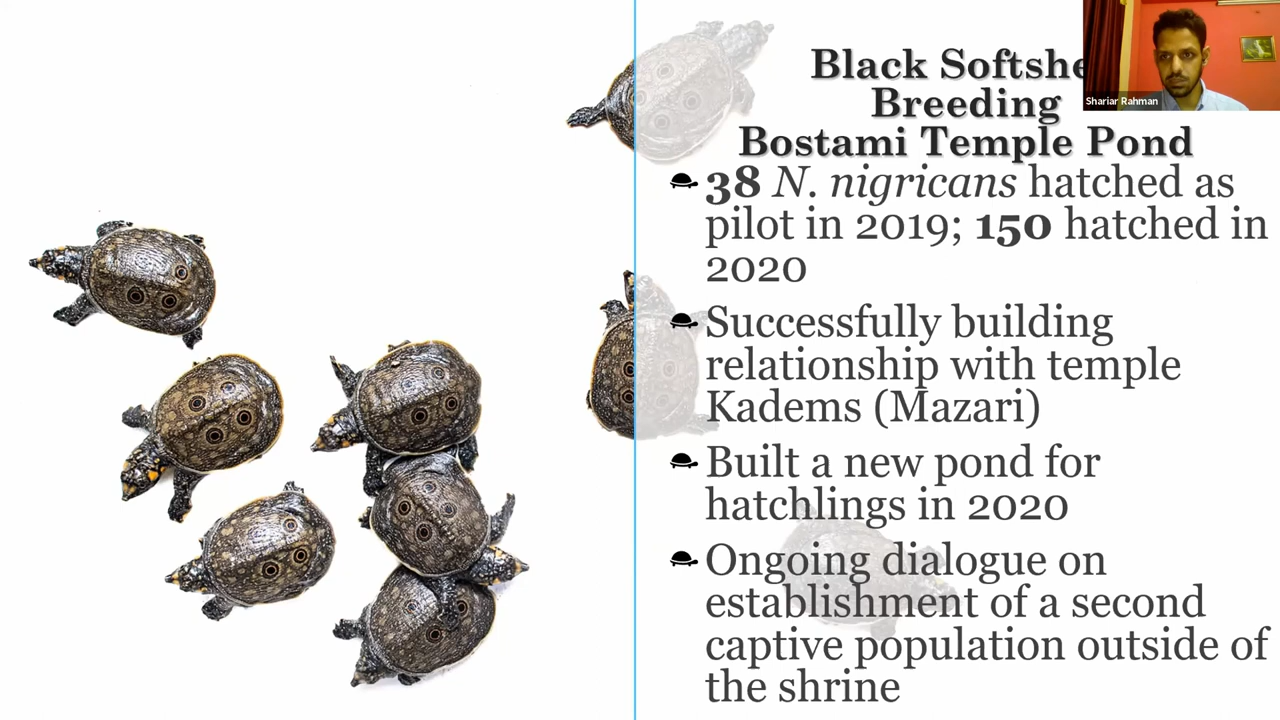 Black Softshe
Breeding
Bostami Temple Pond
Shariar Rahman
38 N. nigricans hatched as
pilot in 2019; 150 hatched in
2020
Successfully building
relationship with temple
Kadems (Mazari)
Built a new pond for
hatchlings in 2020
Ongoing dialogue on
establishment of a second
captive population outside of
the shrine